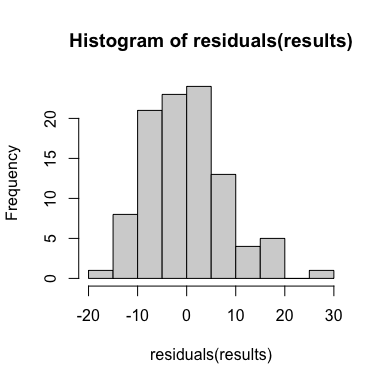 Histogram of residuals(results)
Frequency
20
15
10
5
0
-20 -10 0 10 20 30
residuals(results)